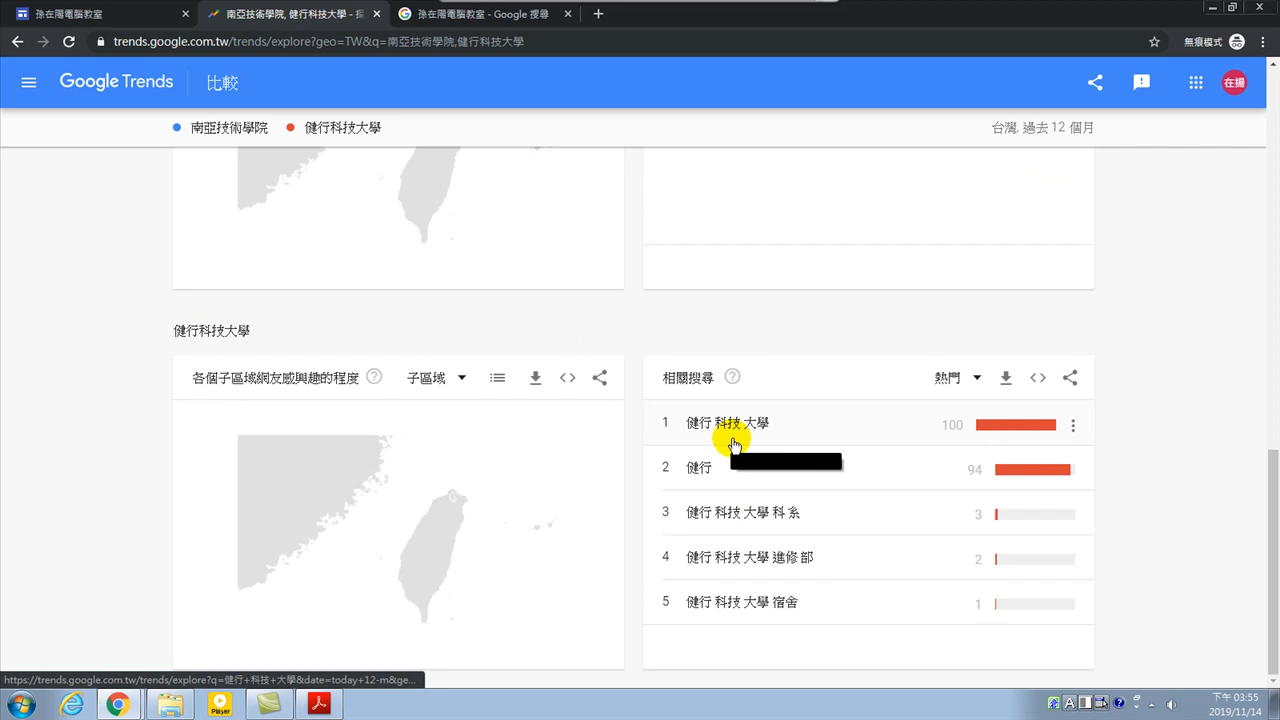 孫在陽電腦教室
南亞技術學院, 健行科技大學 - 探
孫在陽電腦教室 - Google 搜尋
trends.google.com.tw/trends/explore?geo=TW&q=南亞技術學院,健行科技大學
無痕模式
Google Trends
比較
在揚
南亞技術學院
健行科技大學
台灣, 過去 12 個月
健行科技大學
各個子區域網友感興趣的程度
子區域
相關搜尋
熱門
1 健行 科技 大學 100
2 健行 94
3 健行 科技 大學 科 系 3
4 健行 科技 大學 進修 部 2
5 健行 科技 大學 宿舍 1
https://trends.google.com.tw/trends/explore?q=健行+科技+大學&date=today+12-m&ge...
Player
A
下午 03:55
2019/11/14